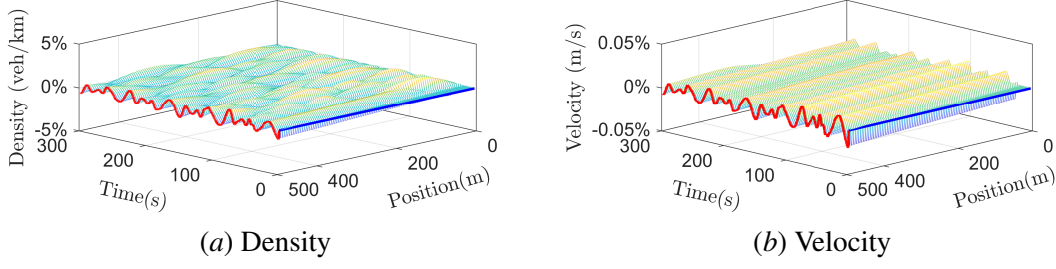 Density (veh/km)
5%
0%
-5%
300
200
100
0
Time(s)
500
400
200
0
Position(m)
(a) Density
Velocity (m/s)
0.05%
0%
-0.05%
300
200
100
0
Time(s)
500
400
200
0
Position(m)
(b) Velocity